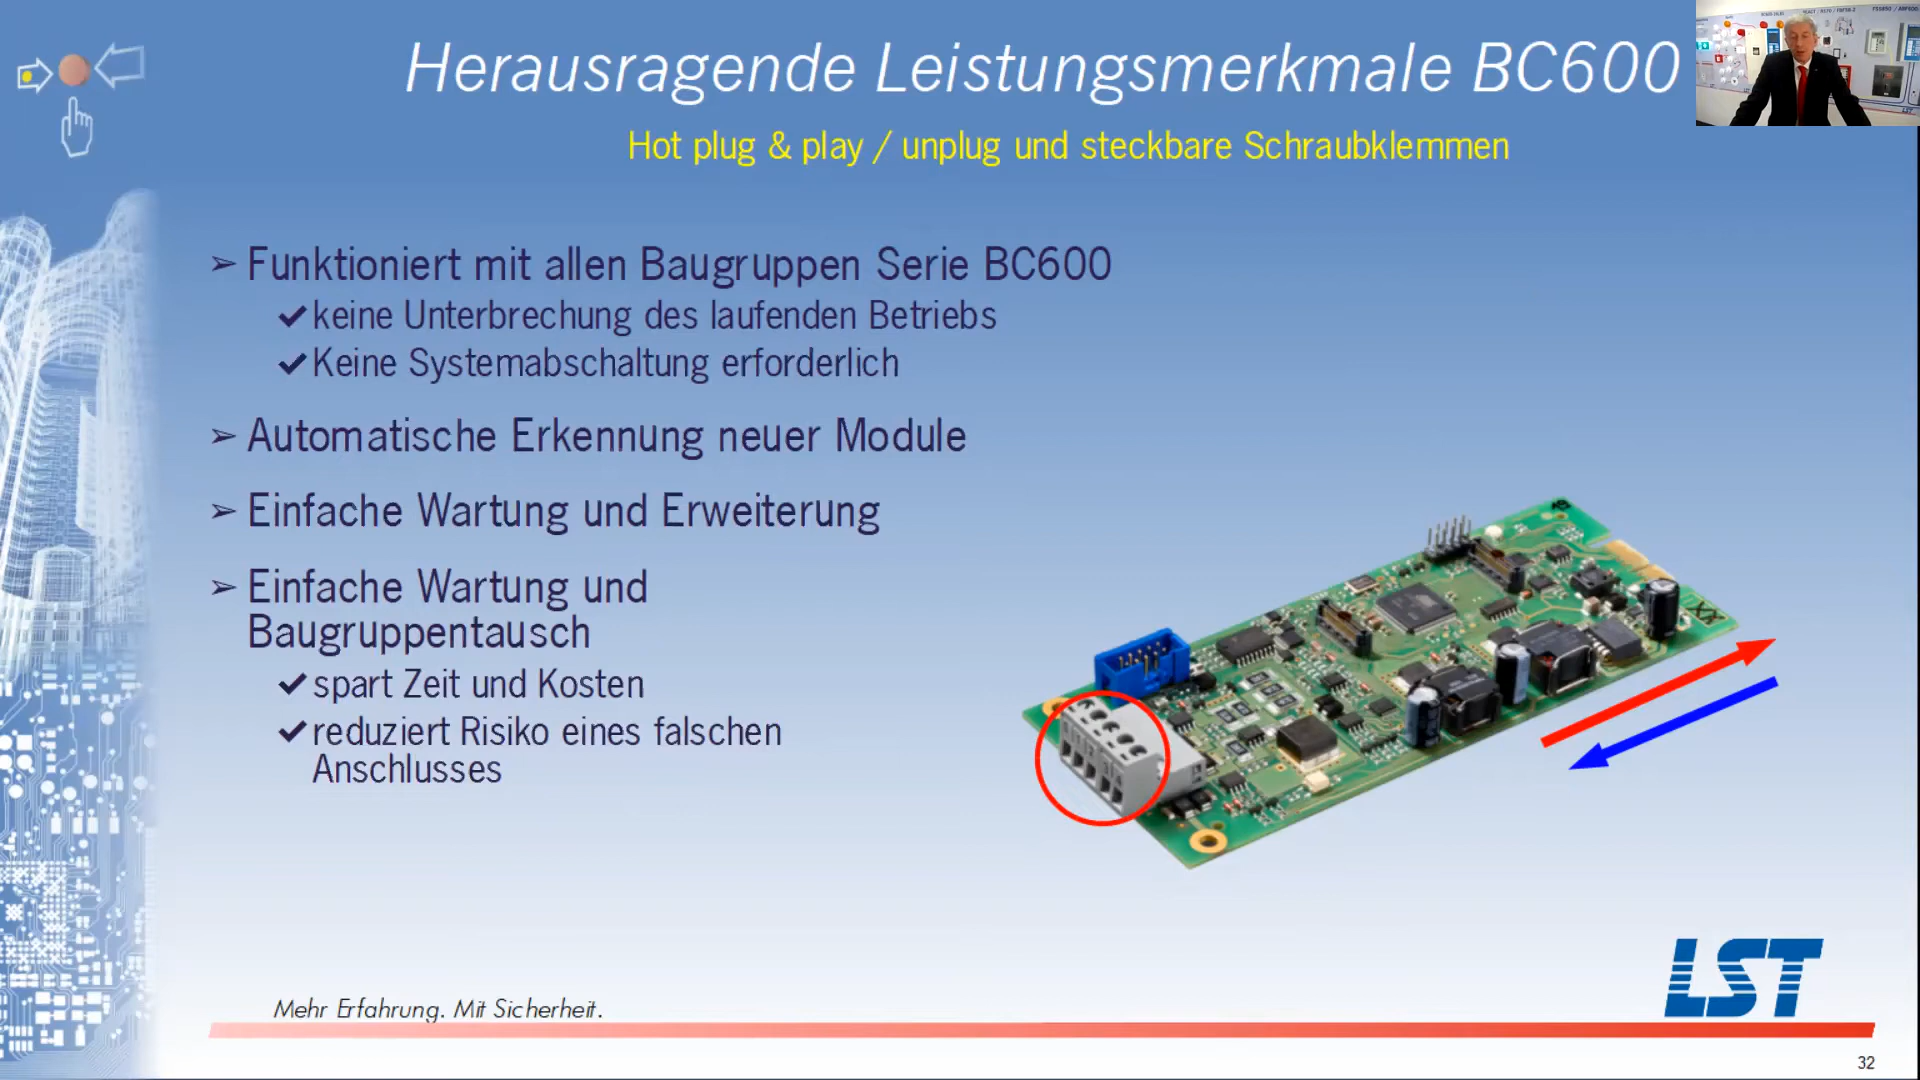 Herausragende Leistungsmerkmale BC600
Hot plug & play / unplug und steckbare Schraubklemmen
➢ Funktioniert mit allen Baugruppen Serie BC600
✔ keine Unterbrechung des laufenden Betriebs
✔ Keine Systemabschaltung erforderlich
➢ Automatische Erkennung neuer Module
➢ Einfache Wartung und Erweiterung
➢ Einfache Wartung und
Baugruppentausch
✔ spart Zeit und Kosten
✔ reduziert Risiko eines falschen
Anschlusses
Mehr Erfahrung. Mit Sicherheit.
LST
32